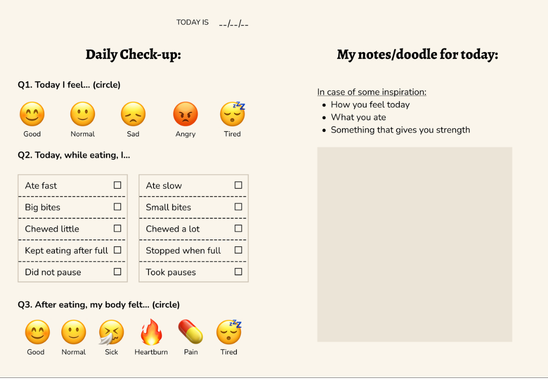 TODAY IS __/__/__
Daily Check-up:
Q1. Today I feel... (circle)
Good Normal Sad Angry Tired
Q2. Today, while eating, I...
Ate fast Ate slow
Big bites Small bites
Chewed little Chewed a lot
Kept eating after full Stopped when full
Did not pause Took pauses
Q3. After eating, my body felt... (circle)
Good Normal Sick Heartburn Pain Tired
My notes/doodle for today:
In case of some inspiration:
• How you feel today
• What you ate
• Something that gives you strength